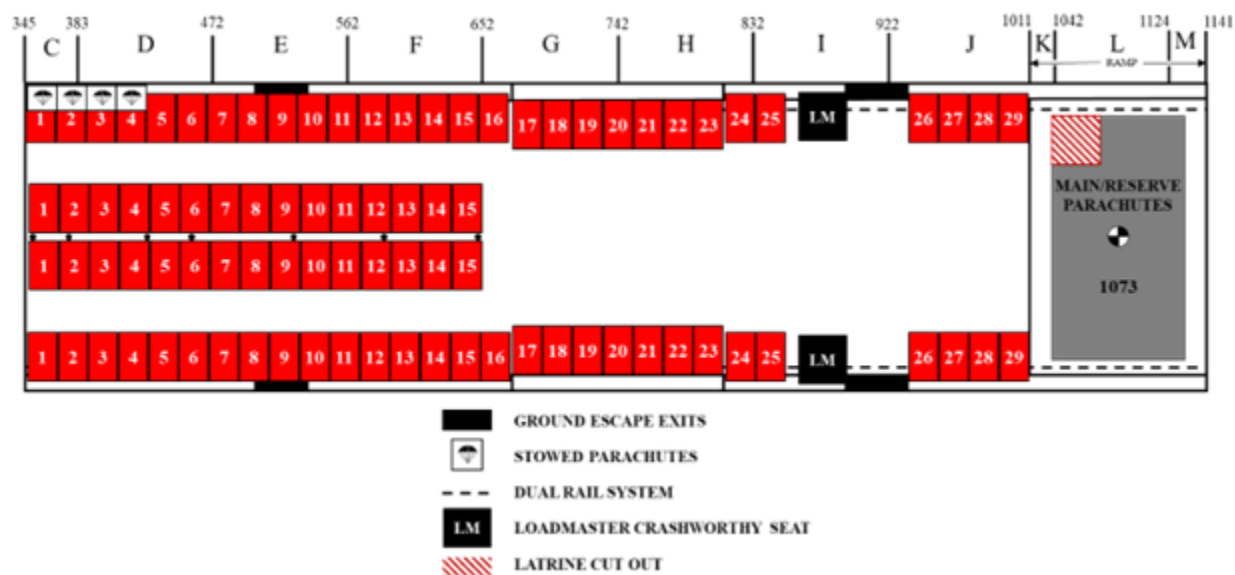 345 383 472 562 652 742 832 922 1011 1042 1124 1141
C D E F G H I J K L M
RAMP
1 2 3 4 5 6 7 8 9 10 11 12 13 14 15 16 17 18 19 20 21 22 23 24 25 LM 26 27 28 29
1 2 3 4 5 6 7 8 9 10 11 12 13 14 15
MAIN/RESERVE
PARACHUTES
1 2 3 4 5 6 7 8 9 10 11 12 13 14 15
1073
1 2 3 4 5 6 7 8 9 10 11 12 13 14 15 16 17 18 19 20 21 22 23 24 25 LM 26 27 28 29
GROUND ESCAPE EXITS
STOWED PARACHUTES
DUAL RAIL SYSTEM
LM LOADMASTER CRASHWORTHY SEAT
LATRINE CUT OUT